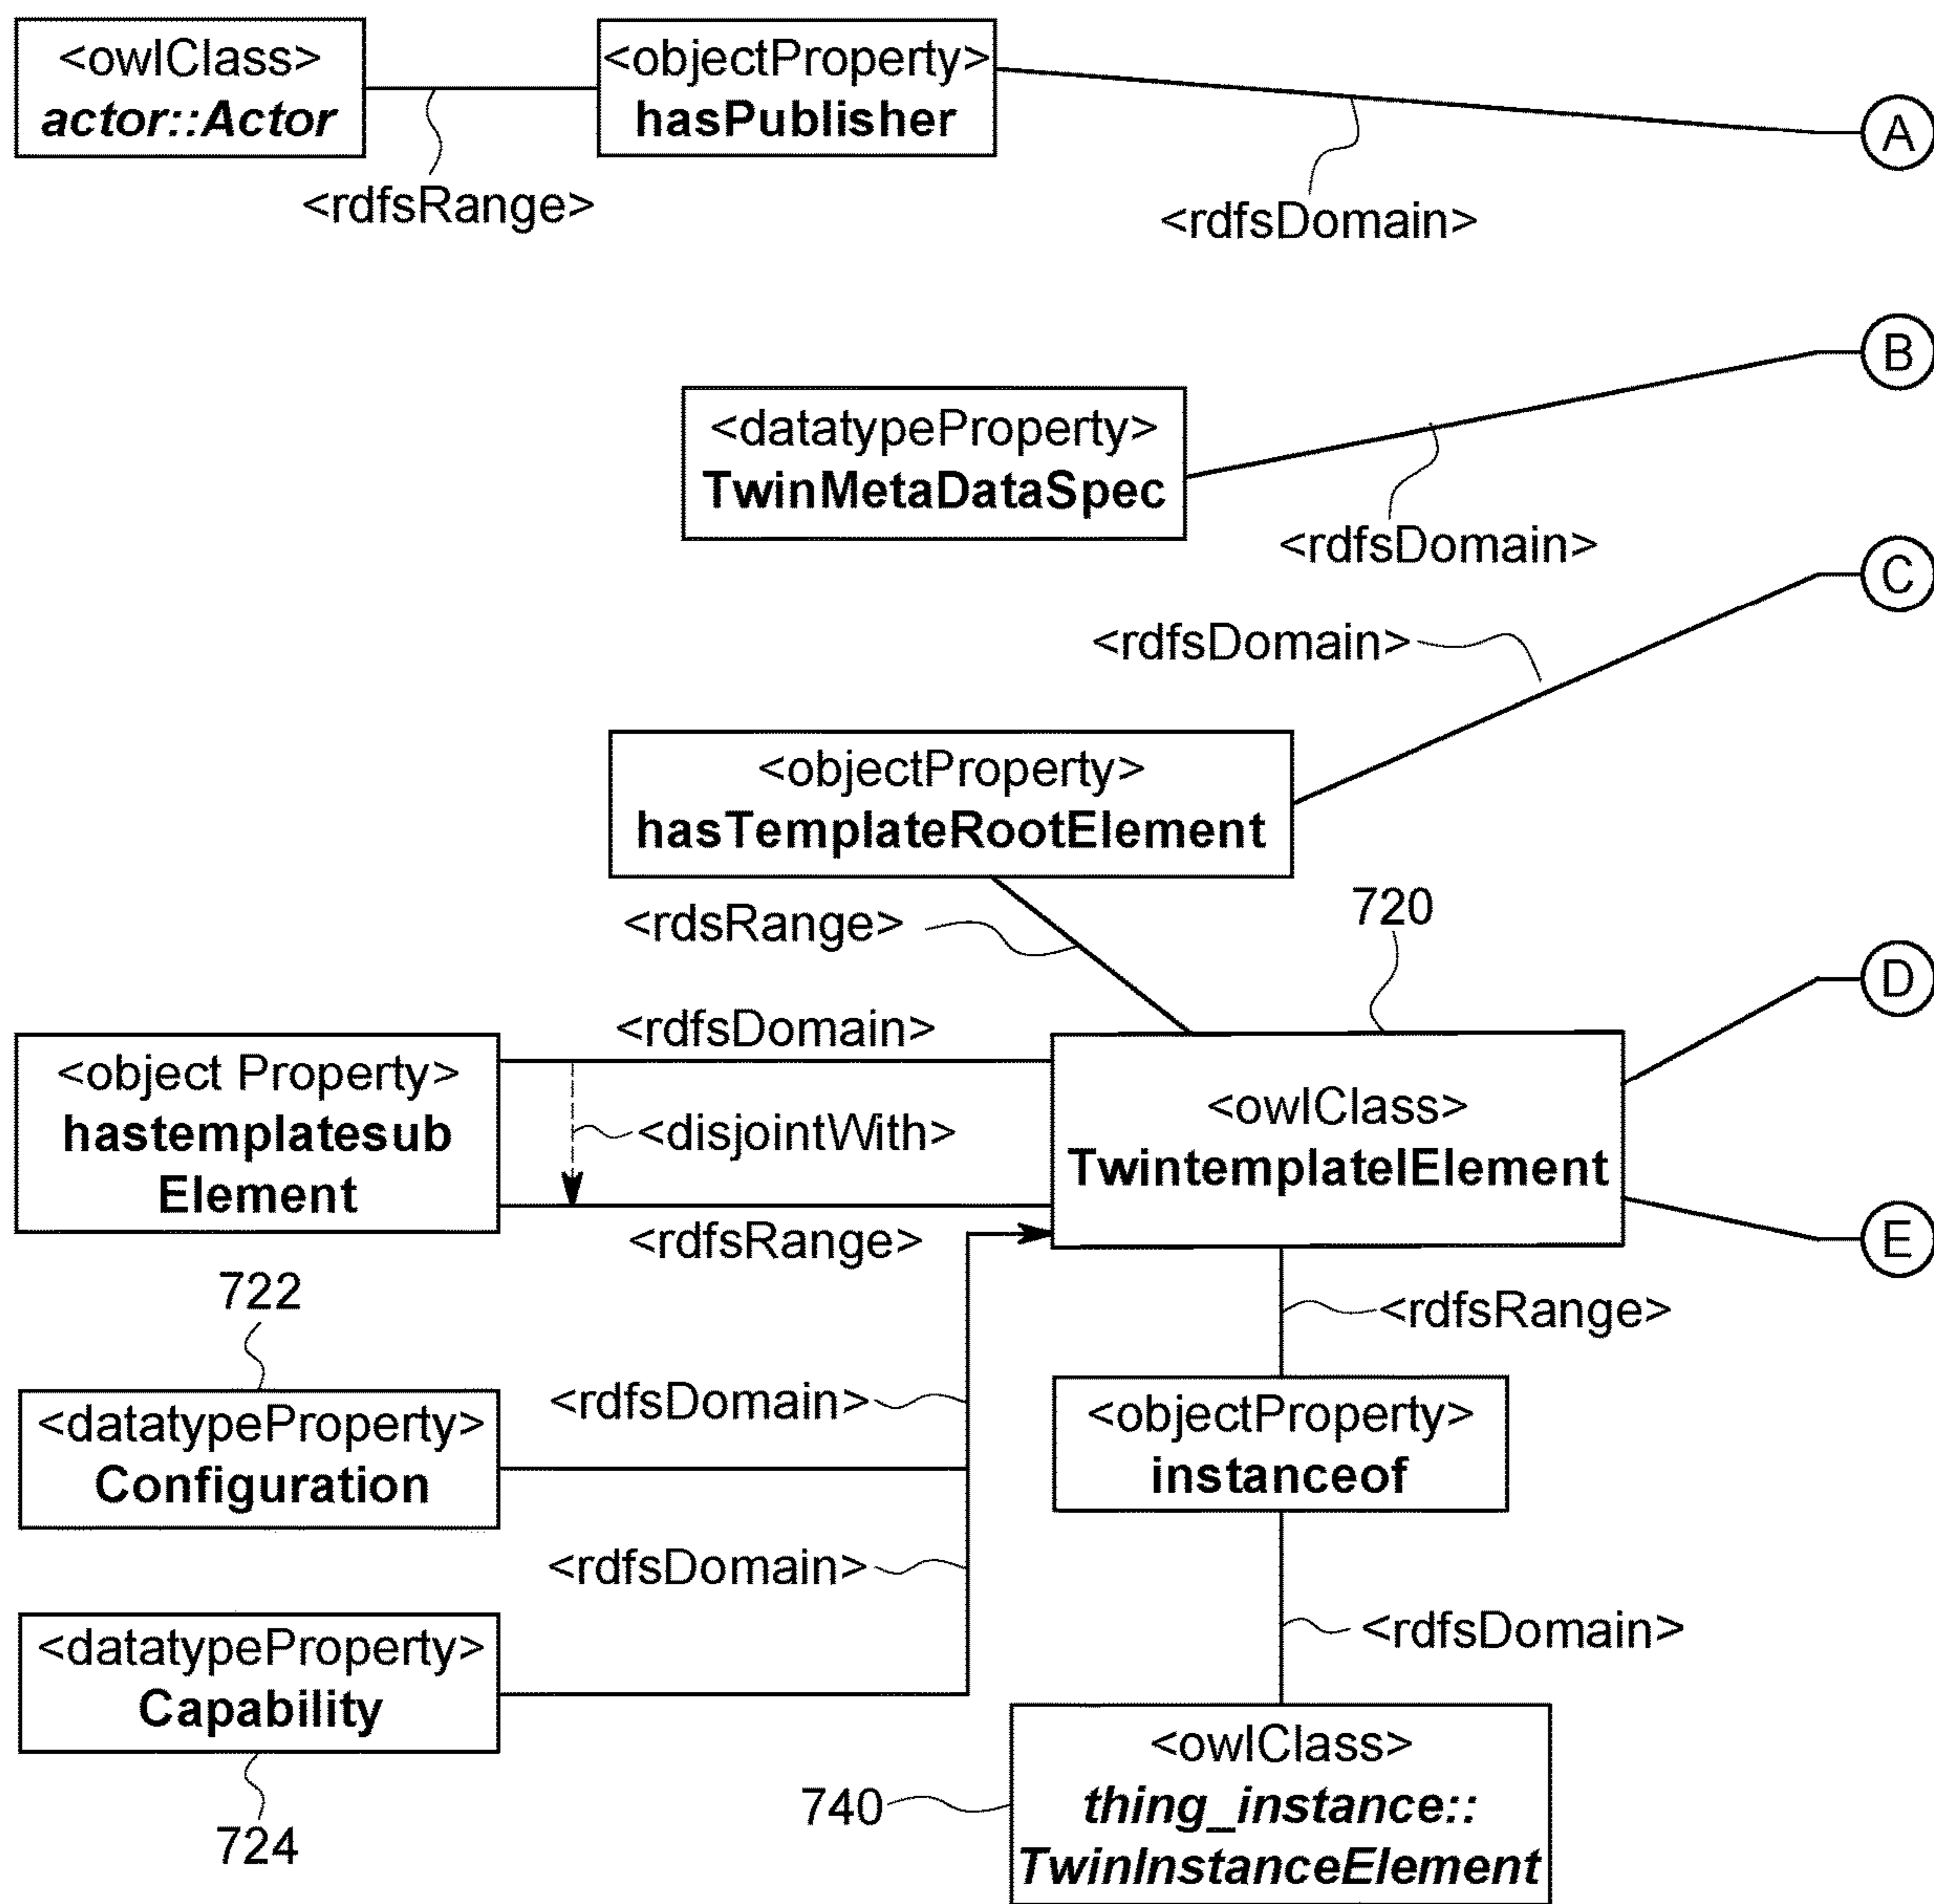 <owlClass>
actor::Actor
<objectProperty>
hasPublisher
A
<rdfsRange>
<rdfsDomain>
B
<datatypeProperty>
TwinMetaDataSpec
<rdfsDomain>
C
<rdfsDomain>
<objectProperty>
hasTemplateRootElement
<rdsRange>
720
D
<rdfsDomain>
<object Property>
hastemplatesub
Element
<disjointWith>
<owlClass>
TwintemplatelElement
<rdfsRange>
E
722
<rdfsRange>
<rdfsDomain>
<datatypeProperty>
Configuration
<objectProperty>
instanceof
<rdfsDomain>
<rdfsDomain>
<datatypeProperty>
Capability
724
740
<owlClass>
thing_instance::
TwinInstanceElement